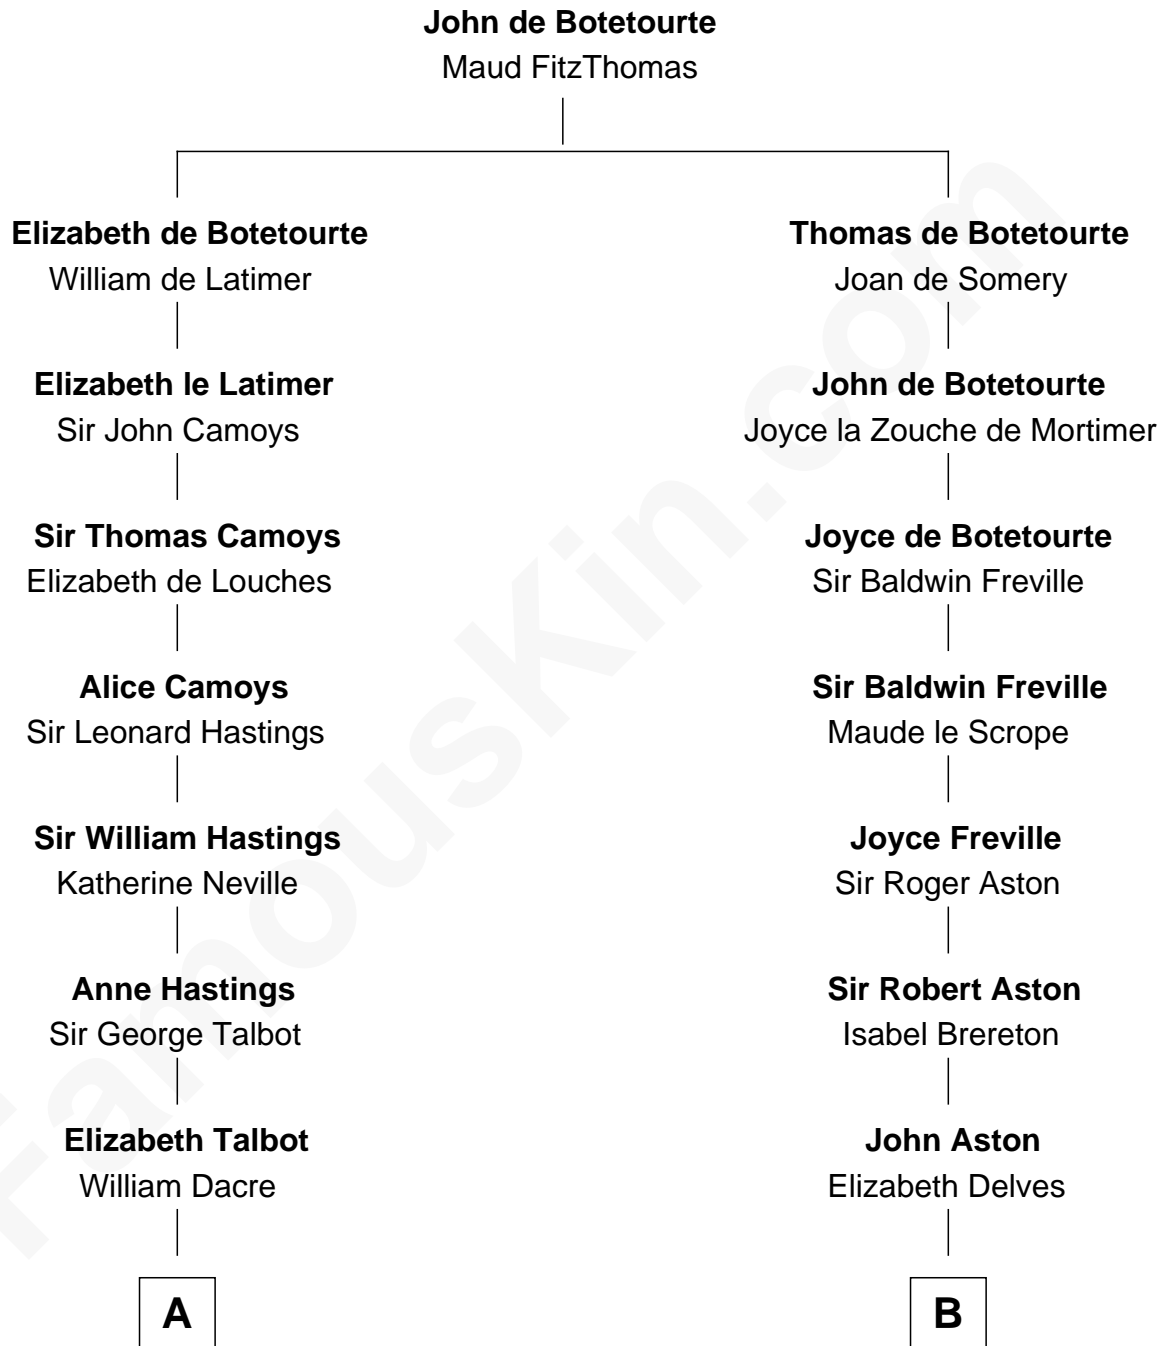 John de Botetourte
Maud FitzThomas
Elizabeth de Botetourte
William de Latimer
Thomas de Botetourte
Joan de Somery
Elizabeth le Latimer
Sir John Camoys
John de Botetourte
Joyce la Zouche de Mortimer
Sir Thomas Camoys
Elizabeth de Louches
Joyce de Botetourte
Sir Baldwin Freville
Alice Camoys
Sir Leonard Hastings
Sir Baldwin Freville
Maude le Scrope
Sir William Hastings
Katherine Neville
Joyce Freville
Sir Roger Aston
Anne Hastings
Sir George Talbot
Sir Robert Aston
Isabel Brereton
Elizabeth Talbot
William Dacre
John Aston
Elizabeth Delves
A
B
FamousKin.com